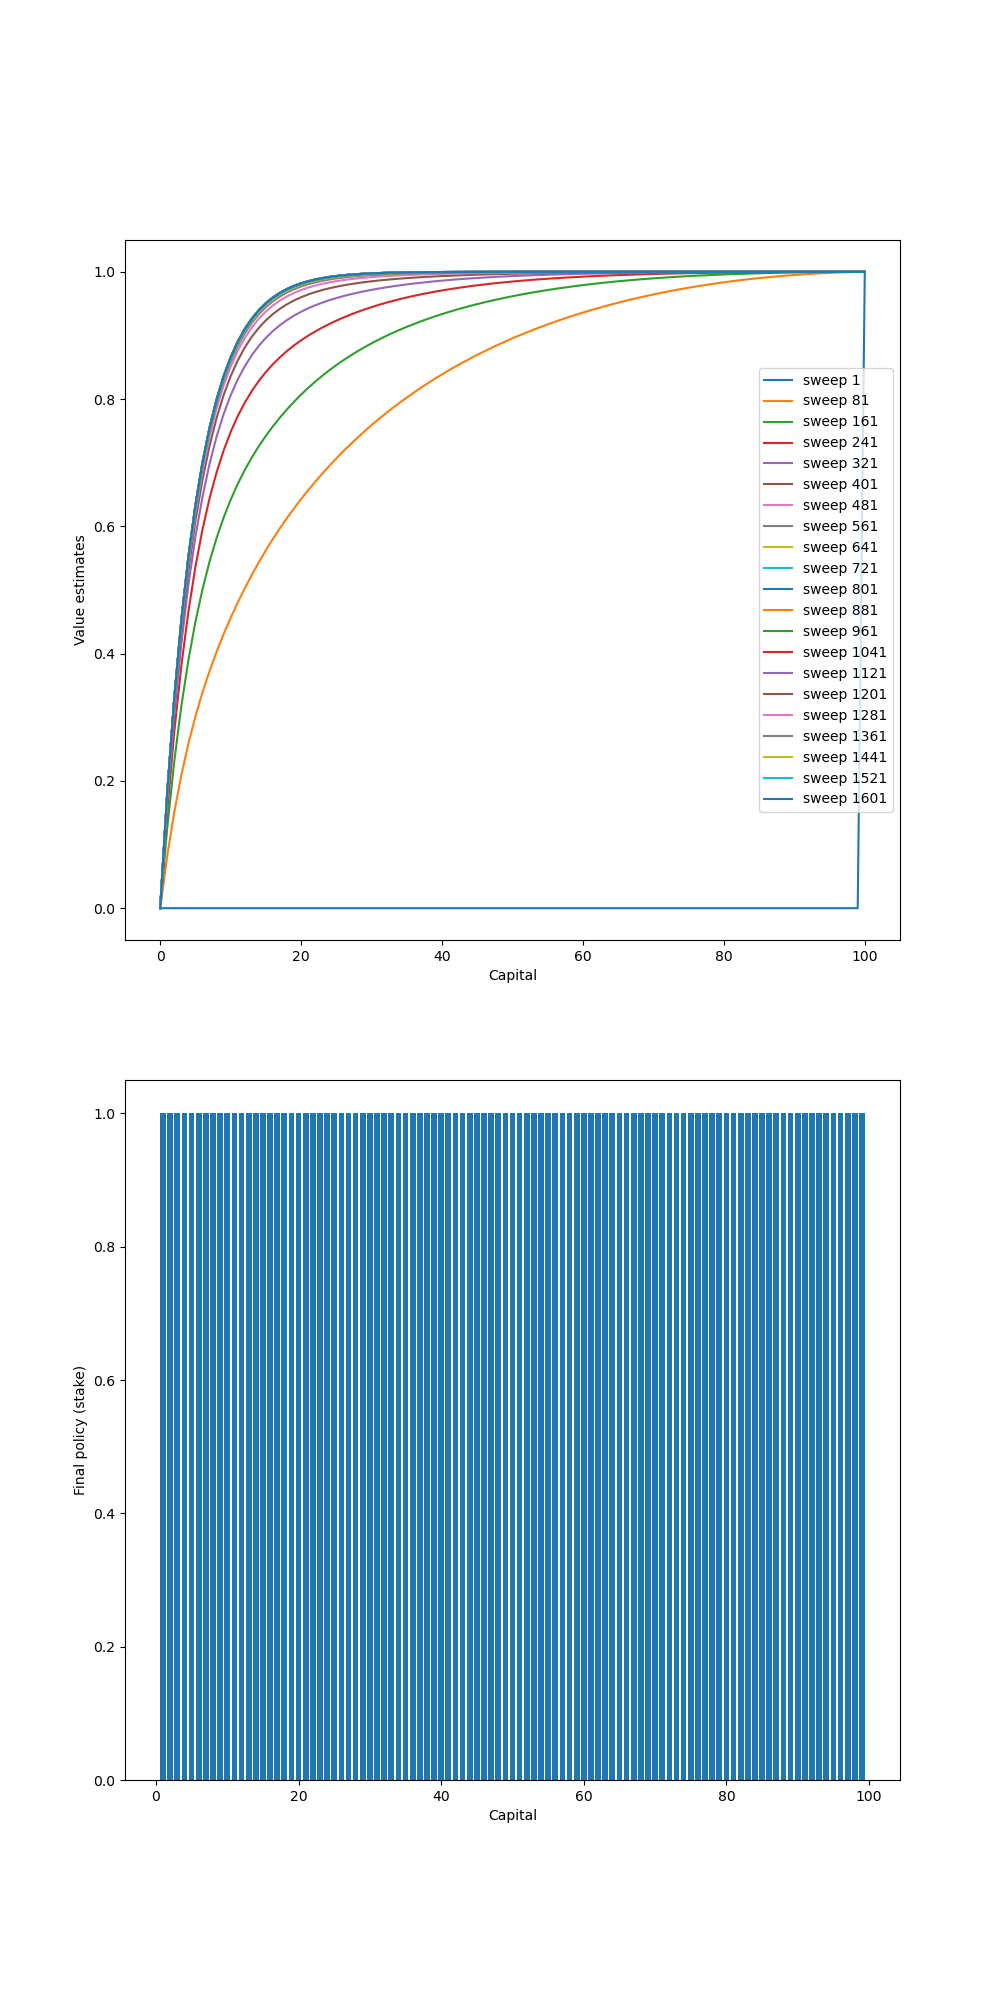 1.0
0.8
0.6
0.4
0.2
0.0
Value estimates
0 20 40 60 80 100
Capital
sweep 1
sweep 81
sweep 161
sweep 241
sweep 321
sweep 401
sweep 481
sweep 561
sweep 641
sweep 721
sweep 801
sweep 881
sweep 961
sweep 1041
sweep 1121
sweep 1201
sweep 1281
sweep 1361
sweep 1441
sweep 1521
sweep 1601
1.0
0.8
0.6
0.4
0.2
0.0
Final policy (stake)
0 20 40 60 80 100
Capital